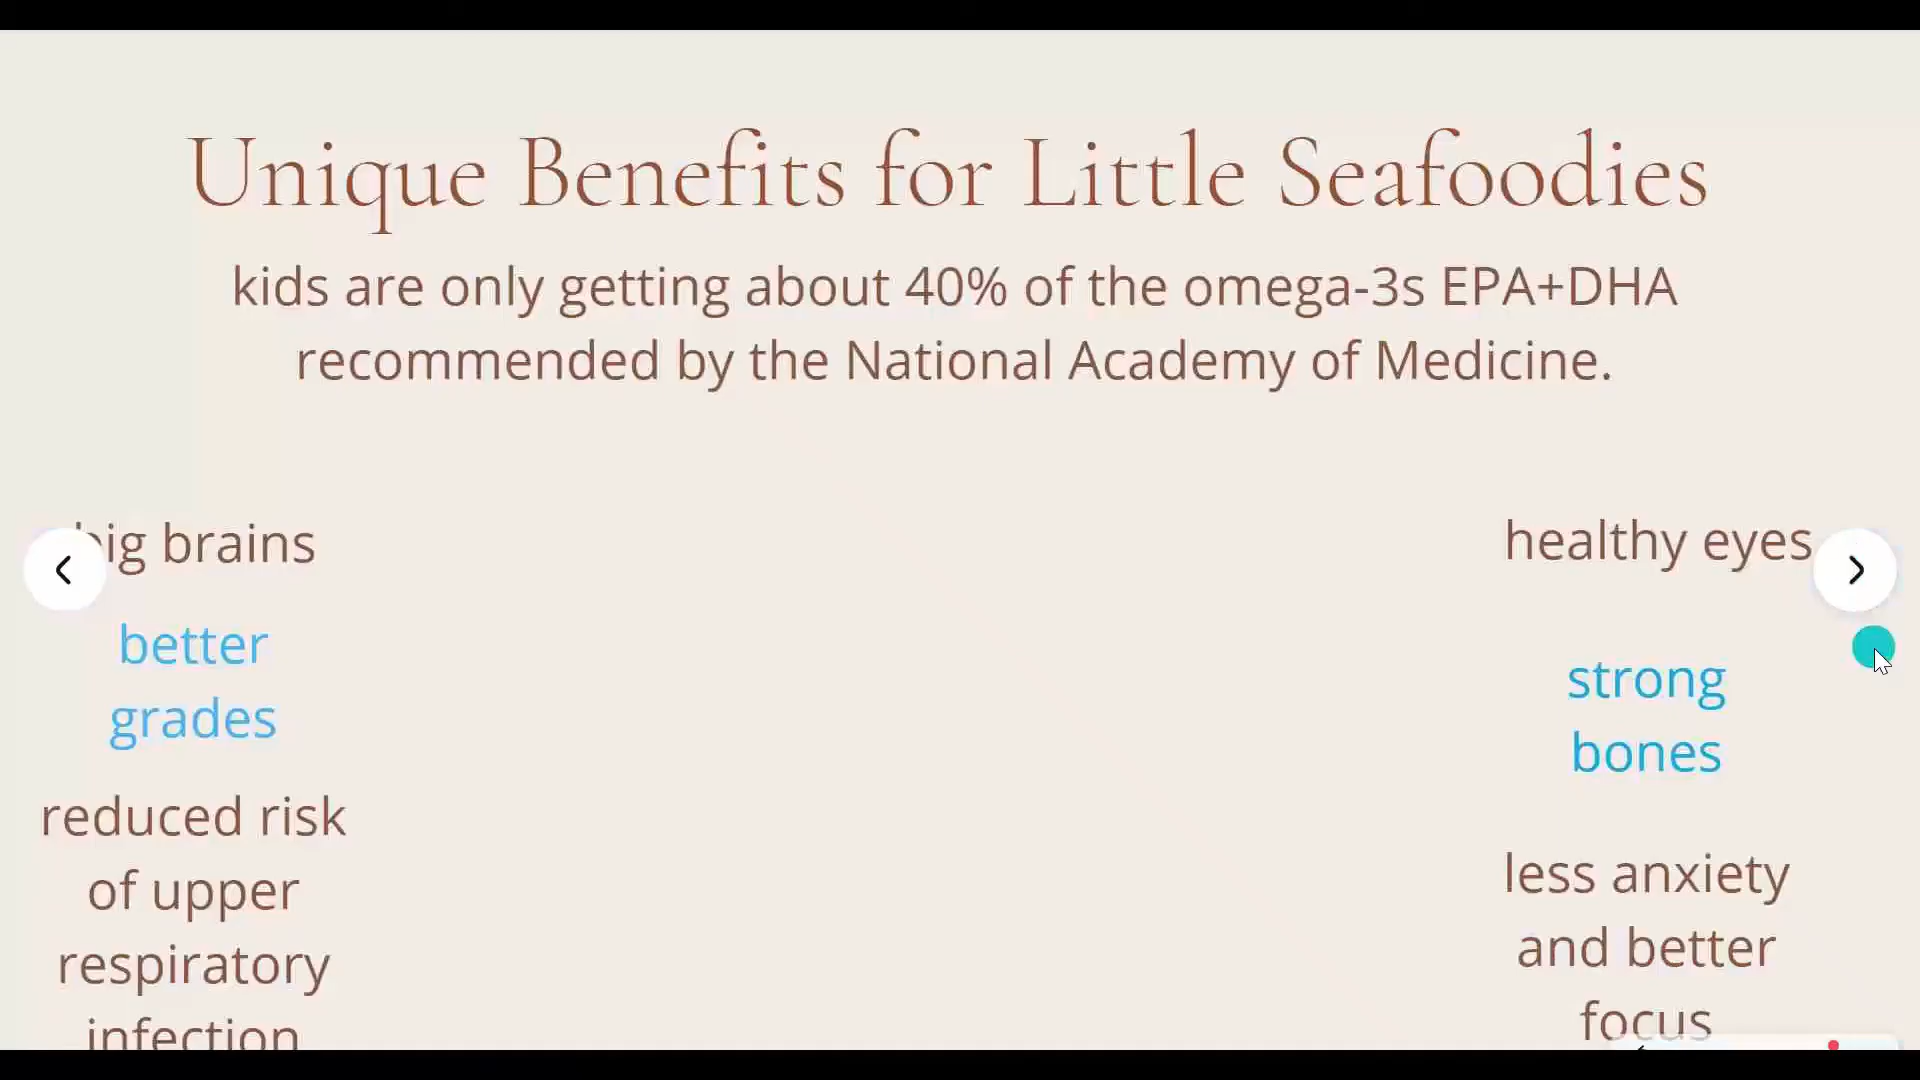 Unique Benefits for Little Seafoodies
kids are only getting about 40% of the omega-3s EPA+DHA
recommended by the National Academy of Medicine.
big brains
better
grades
reduced risk
of upper
respiratory
infection
healthy eyes
strong
bones
less anxiety
and better
focus